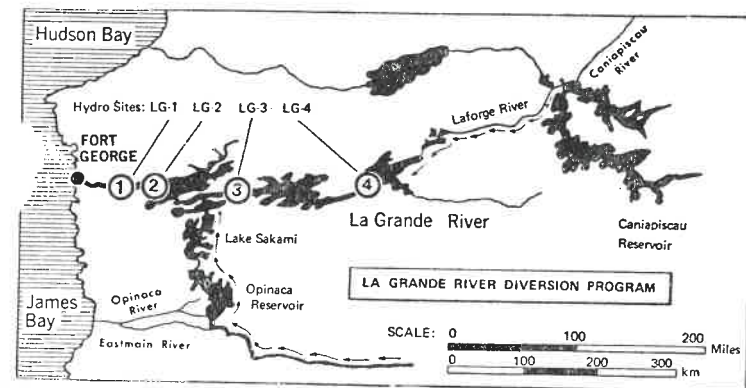 Hudson Bay
Caniapiscau
River
Hydro Sites: LG-1 LG-2 LG-3 LG-4
Laforge River
FORT
GEORGE
1 2 3 4
La Grande River
Caniapiscau
Reservoir
Lake Sakami
LA GRANDE RIVER DIVERSION PROGRAM
Opinaca
River
Opinaca
Reservoir
James
Bay
Eastmain River
SCALE: 0 100 200
Miles
0 100 200 300
km